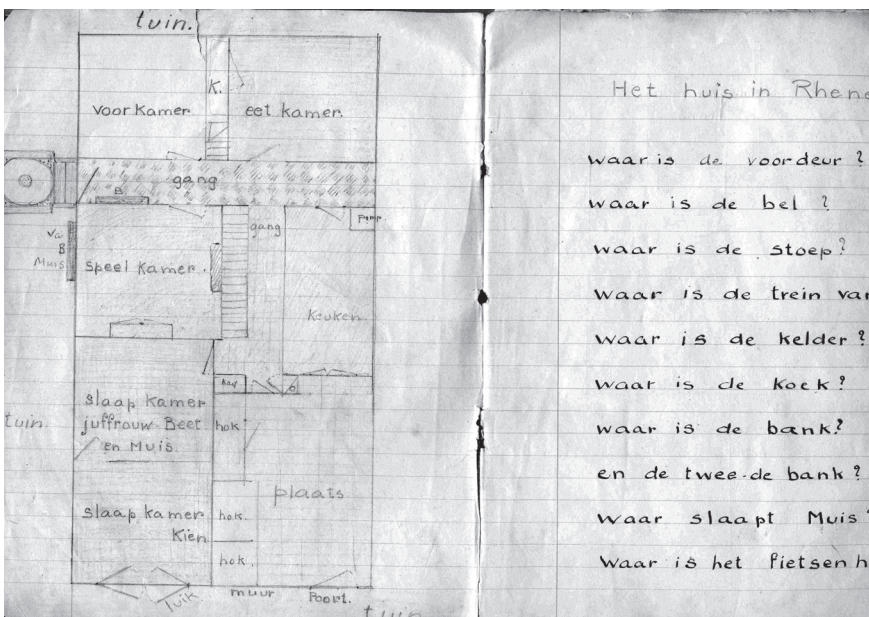 tuin.
K.
voor kamer
eet kamer.
gang
B
Pomp
gang
Va
B
Muis
speel kamer.
keuken
kast
slaap kamer
juffrouw Beet
en Muis.
tuin.
hok
plaats
slaap kamer
Kien
hok.
hok.
luik
muur
Poort.
tuin
Het huis in Rhene
waar is de voordeur?
waar is de bel ?
waar is de stoep?
waar is de trein van
waar is de kelder?
waar is de koek?
waar is de bank?
en de twee-de bank?
waar slaapt Muis?
waar is het fietsen h